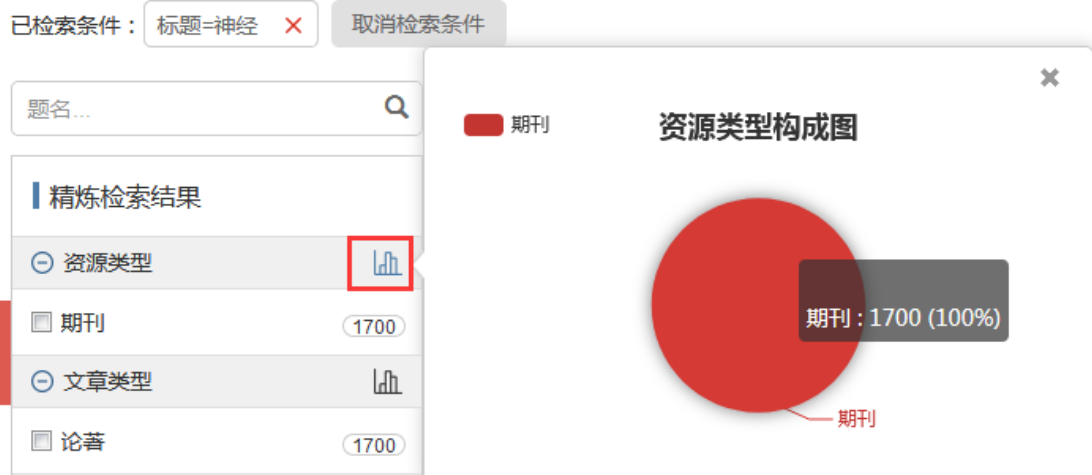 已检索条件： 标题=神经 × 取消检索条件
题名...
精炼检索结果
资源类型
期刊 1700
文章类型
论著 1700
期刊
资源类型构成图
期刊 : 1700 (100%)
期刊